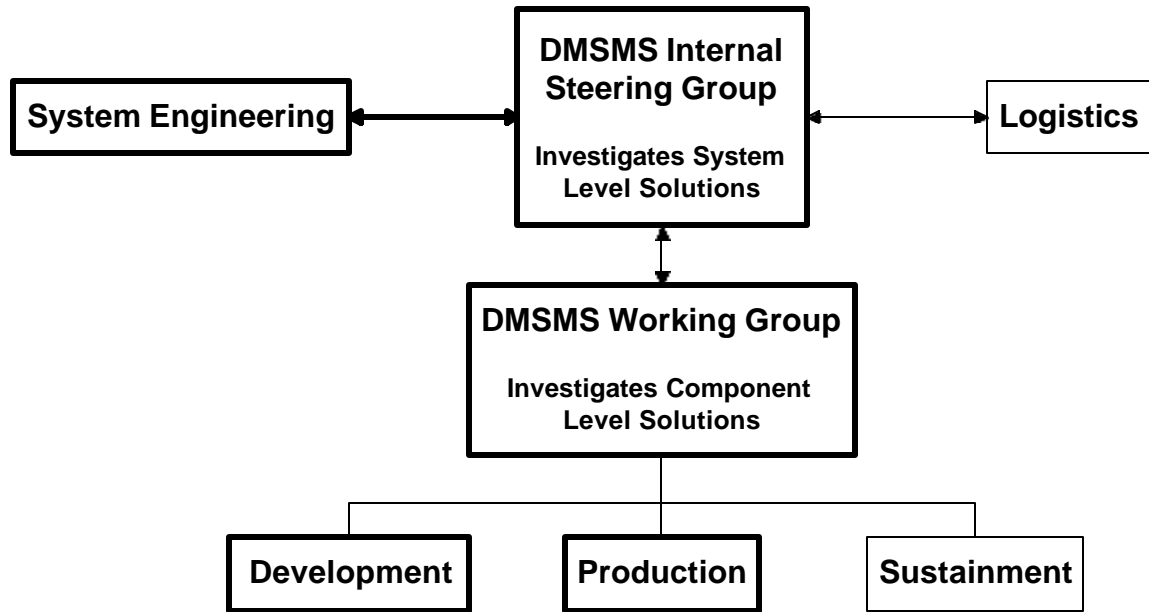 DMSMS Internal
Steering Group
System Engineering
Logistics
Investigates System
Level Solutions
DMSMS Working Group
Investigates Component
Level Solutions
Development
Production
Sustainment